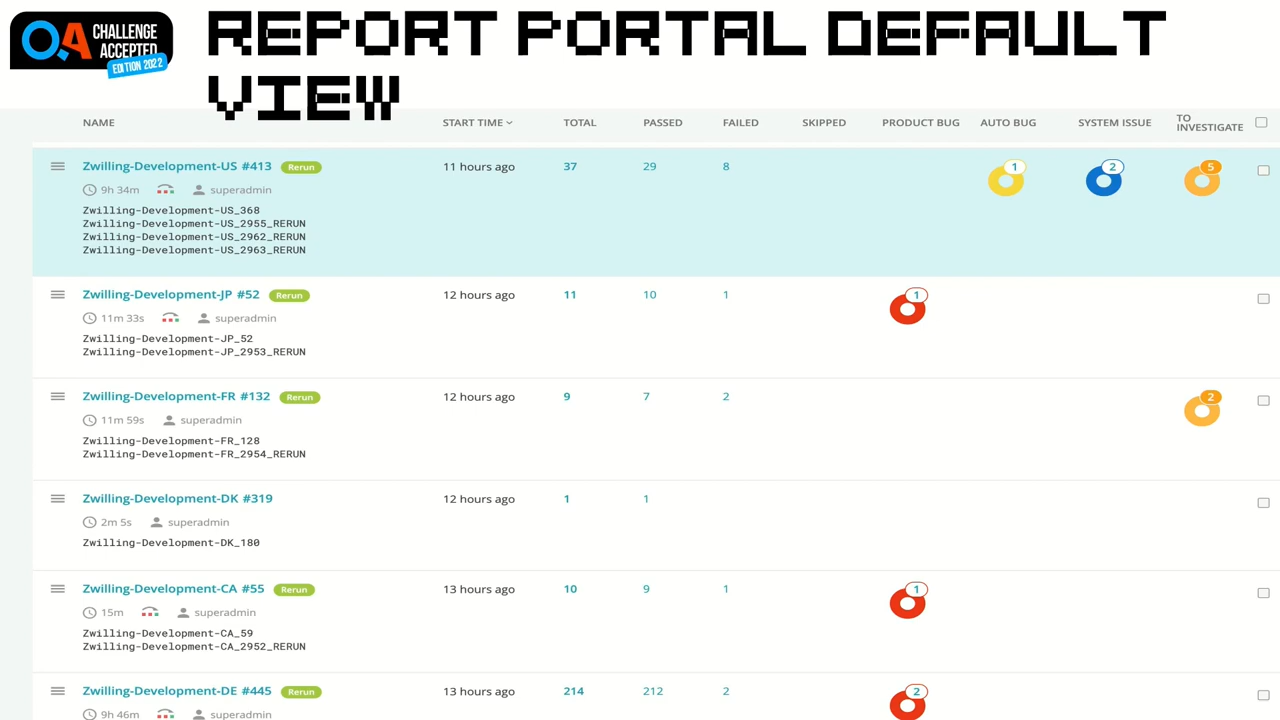 QA CHALLENGE
ACCEPTED
EDITION 2022
REPORT PORTAL DEFAULT
VIEW
NAME START TIME TOTAL PASSED FAILED SKIPPED PRODUCT BUG AUTO BUG SYSTEM ISSUE TO INVESTIGATE
Zwilling-Development-US #413 Rerun 11 hours ago 37 29 8 1 2 5
9h 34m superadmin
Zwilling-Development-US_368
Zwilling-Development-US_2955_RERUN
Zwilling-Development-US_2962_RERUN
Zwilling-Development-US_2963_RERUN
Zwilling-Development-JP #52 Rerun 12 hours ago 11 10 1 1
11m 33s superadmin
Zwilling-Development-JP_52
Zwilling-Development-JP_2953_RERUN
Zwilling-Development-FR #132 Rerun 12 hours ago 9 7 2 2
11m 59s superadmin
Zwilling-Development-FR_128
Zwilling-Development-FR_2954_RERUN
Zwilling-Development-DK #319 12 hours ago 1 1
2m 5s superadmin
Zwilling-Development-DK_180
Zwilling-Development-CA #55 Rerun 13 hours ago 10 9 1 1
15m superadmin
Zwilling-Development-CA_59
Zwilling-Development-CA_2952_RERUN
Zwilling-Development-DE #445 Rerun 13 hours ago 214 212 2 2
9h 46m superadmin